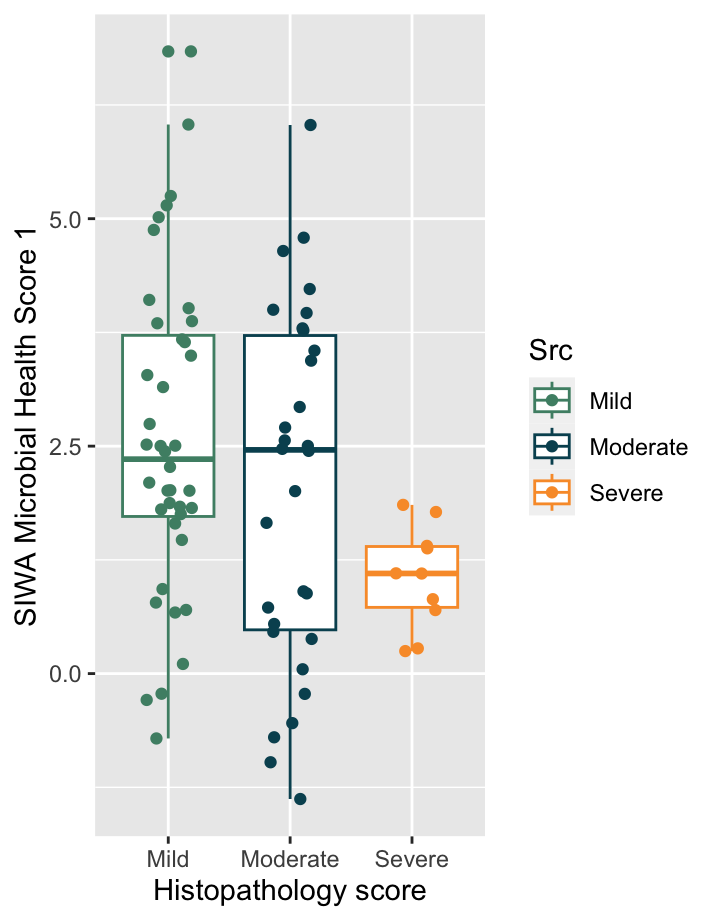 SIWA Microbial Health Score 1
5.0
2.5
0.0
Mild
Moderate
Severe
Histopathology score
Src
Mild
Moderate
Severe